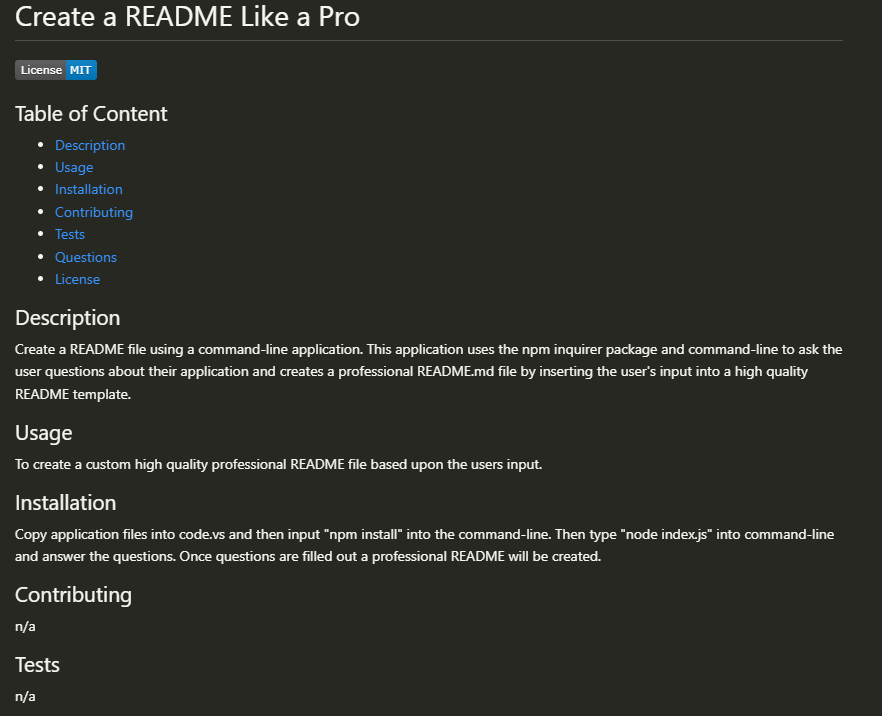 Create a README Like a Pro
License MIT
Table of Content
Description
Usage
Installation
Contributing
Tests
Questions
License
Description
Create a README file using a command-line application. This application uses the npm inquirer package and command-line to ask the
user questions about their application and creates a professional README.md file by inserting the user's input into a high quality
README template.
Usage
To create a custom high quality professional README file based upon the users input.
Installation
Copy application files into code.vs and then input "npm install" into the command-line. Then type "node index.js" into command-line
and answer the questions. Once questions are filled out a professional README will be created.
Contributing
n/a
Tests
n/a